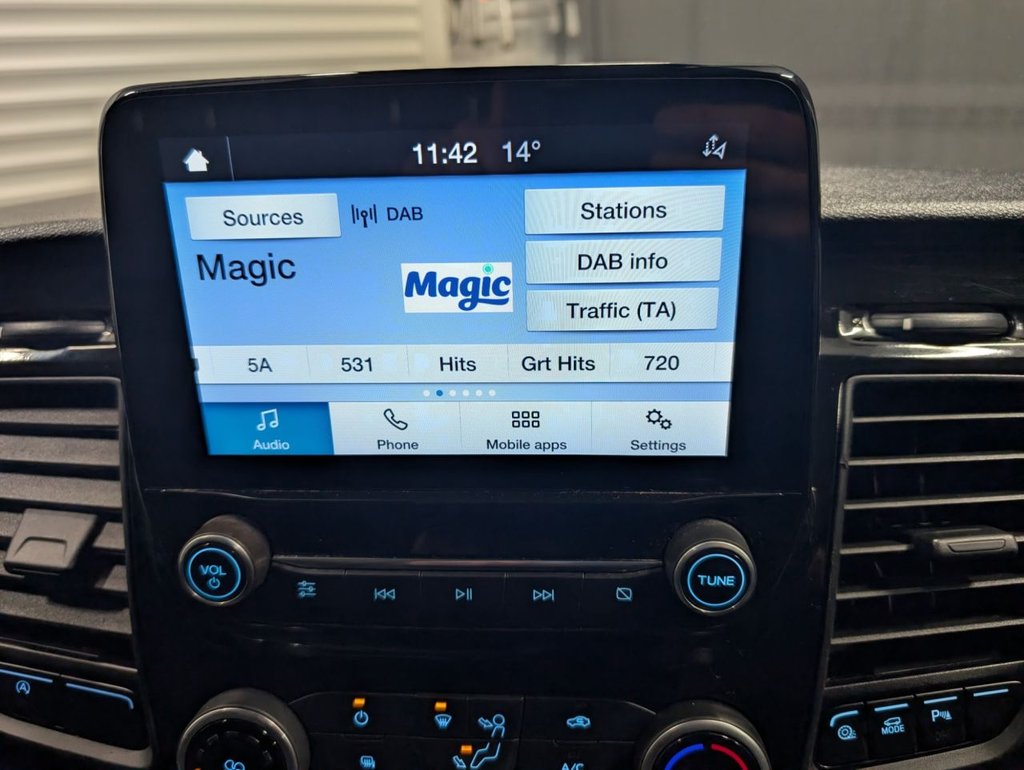 11:42 14°
Sources DAB Stations
Magic Magic DAB info
Traffic (TA)
5A 531 Hits Grt Hits 720
Audio Phone Mobile apps Settings
VOL TUNE
A
MODE P
A/C